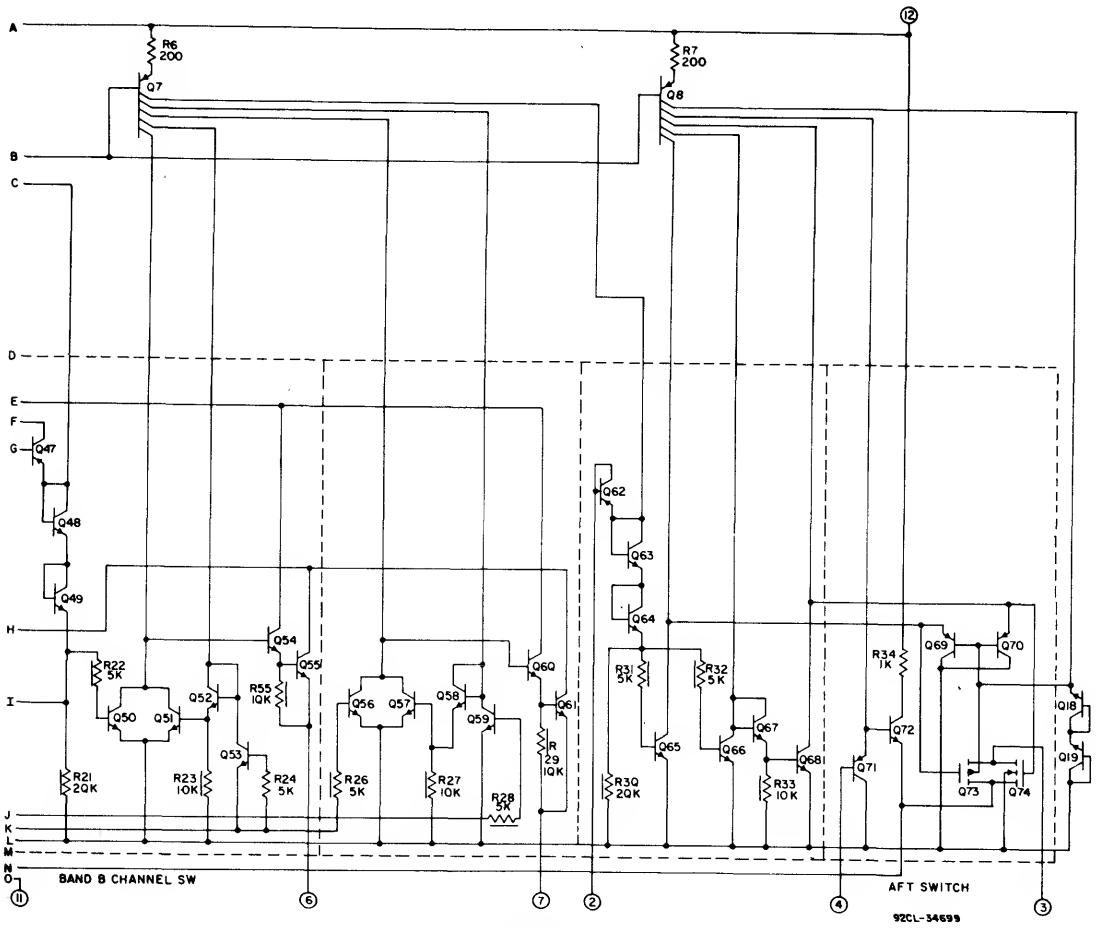 12
A
R6
200
R7
200
Q7
Q8
B
C
D
E
F
G
Q47
Q62
Q48
Q63
Q49
Q64
H
Q54
Q69
Q70
R22
5K
Q55
Q60
R34
1K
R31
5K
R32
5K
I
Q50
Q51
Q52
R55
10K
Q56
Q57
Q58
Q59
Q61
Q18
Q53
Q65
Q66
Q67
Q68
Q71
Q72
Q19
R
29
10K
R21
20K
R23
10K
R24
5K
R26
5K
R27
10K
R28
5K
R30
20K
R33
10K
Q73
Q74
J
K
L
M
N
O
11
BAND B CHANNEL SW
6
7
2
4
AFT SWITCH
3
92CL-34699